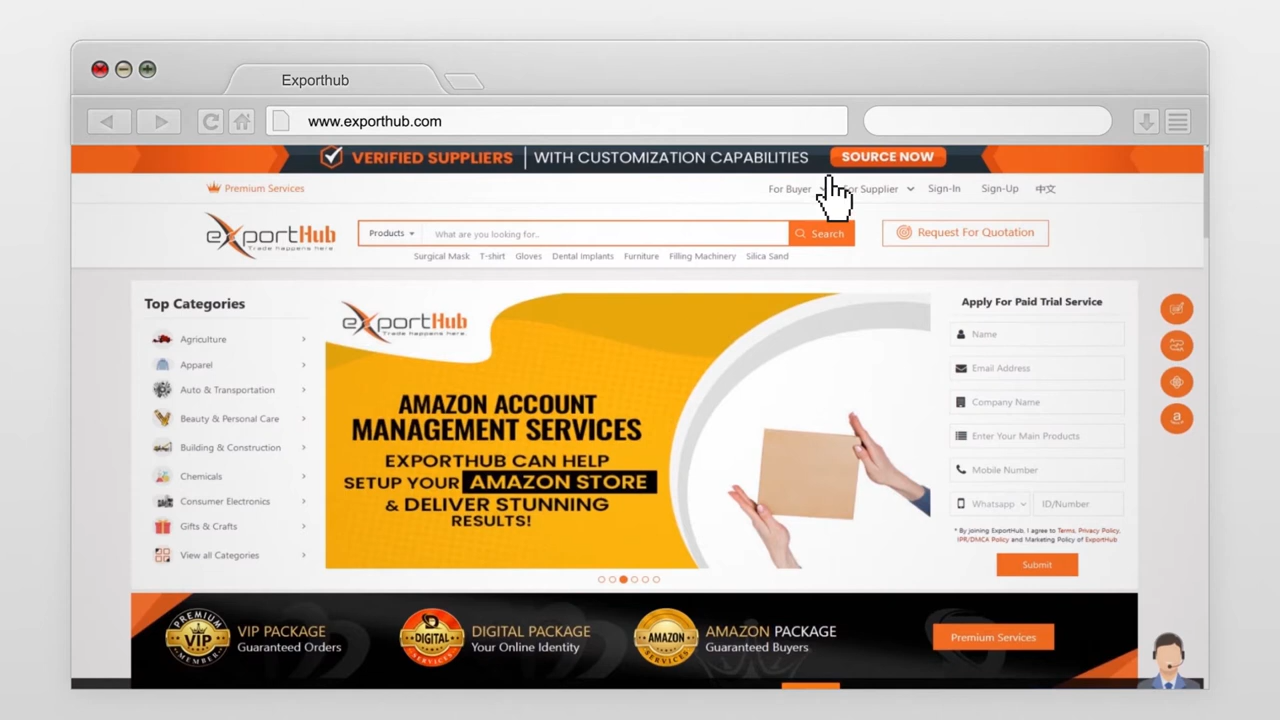 Exporthub
www.exporthub.com
VERIFIED SUPPLIERS | WITH CUSTOMIZATION CAPABILITIES SOURCE NOW
Premium Services For Buyer For Supplier Sign-In Sign-Up 中文
exportHub
Trade happens here.
Products What are you looking for.. Search Request For Quotation
Surgical Mask T-shirt Gloves Dental Implants Furniture Filling Machinery Silica Sand
Top Categories
Agriculture
Apparel
Auto & Transportation
Beauty & Personal Care
Building & Construction
Chemicals
Consumer Electronics
Gifts & Crafts
View all Categories
exportHub
Trade happens here.
AMAZON ACCOUNT
MANAGEMENT SERVICES
EXPORTHUB CAN HELP
SETUP YOUR AMAZON STORE
& DELIVER STUNNING
RESULTS!
Apply For Paid Trial Service
Name
Email Address
Company Name
Enter Your Main Products
Mobile Number
Whatsapp ID/Number
* By joining ExportHub, I agree to Terms, Privacy Policy,
IPR/DMCA Policy and Marketing Policy of ExportHub
Submit
a
PREMIUM
VIP
MEMBER
VIP PACKAGE
Guaranteed Orders
DIGITAL
SERVICES
DIGITAL PACKAGE
Your Online Identity
AMAZON
SERVICES
AMAZON PACKAGE
Guaranteed Buyers
Premium Services